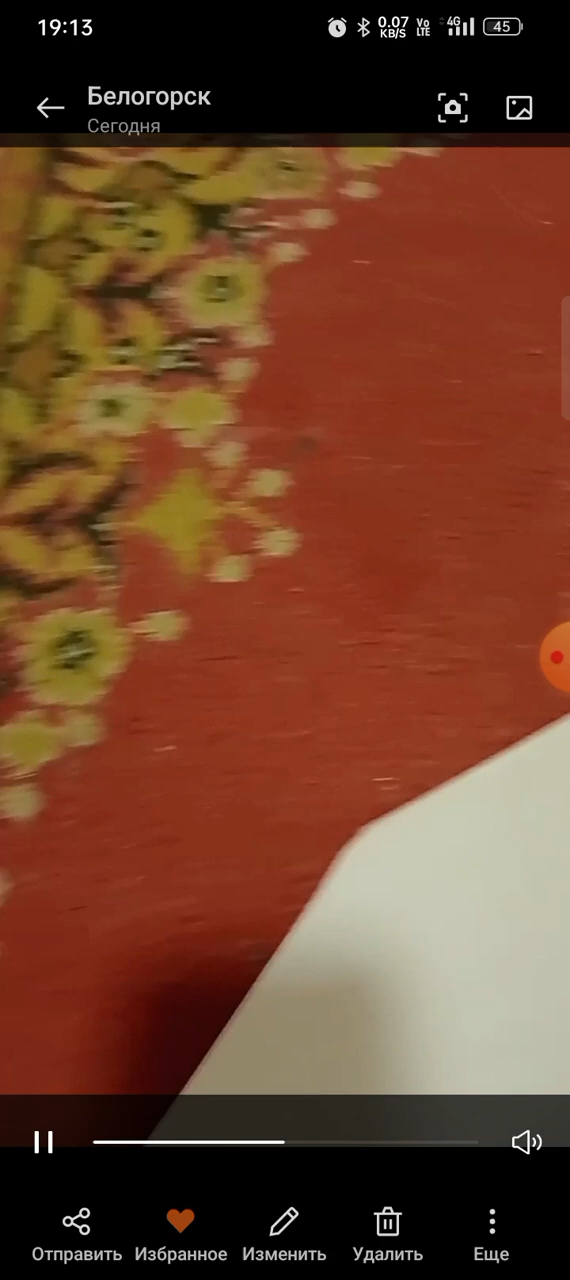 19:13
0.07 KB/S
Vo LTE
4G
45
Белогорск
Сегодня
Отправить Избранное Изменить Удалить Еще